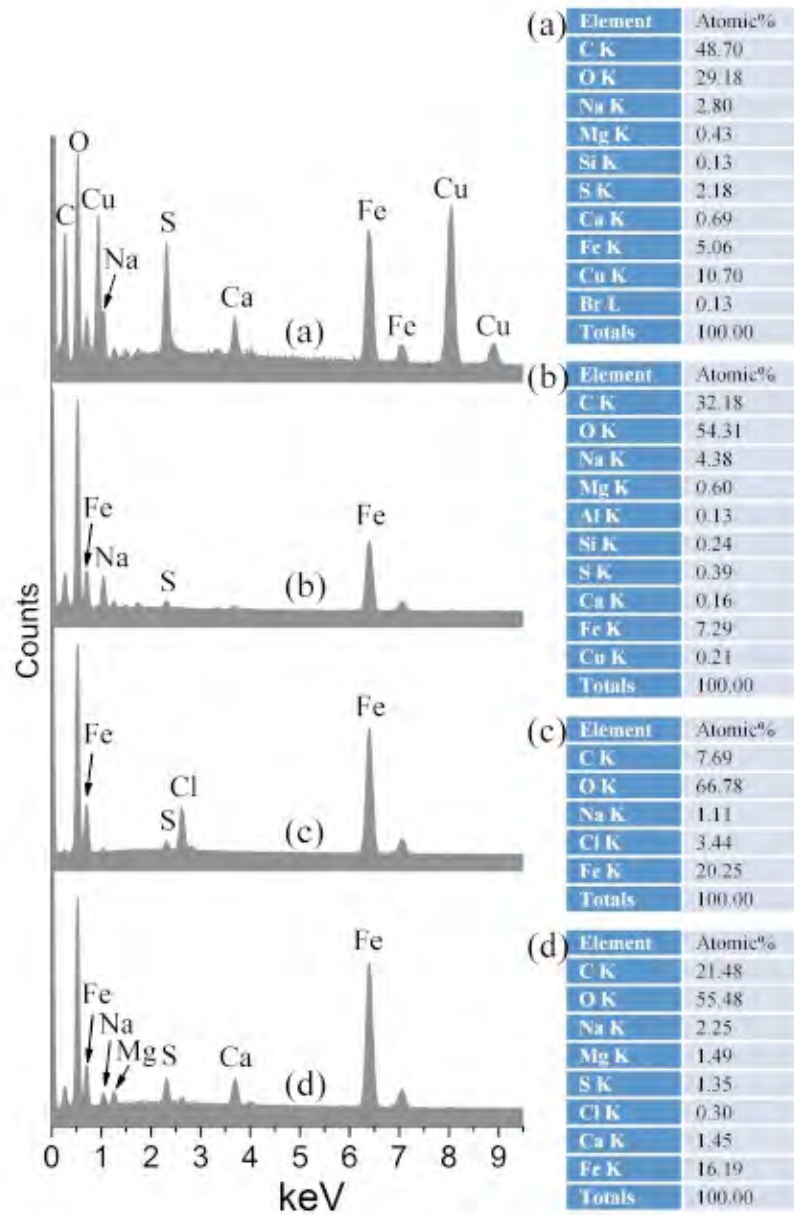 (a)
Element Atomic%
C K 48.70
O K 29.18
Na K 2.80
Mg K 0.43
Si K 0.13
S K 2.18
Ca K 0.69
Fe K 5.06
Cu K 10.70
Br L 0.13
Totals 100.00
O
C Cu Na S Ca Fe Fe Cu Cu
(a)
(b)
Element Atomic%
C K 32.18
O K 54.31
Na K 4.38
Mg K 0.60
Al K 0.13
Si K 0.24
S K 0.39
Ca K 0.16
Fe K 7.29
Cu K 0.21
Totals 100.00
Fe Na S Fe
(b)
(c)
Element Atomic%
C K 7.69
O K 66.78
Na K 1.11
Cl K 3.44
Fe K 20.25
Totals 100.00
Fe S Cl Fe
(c)
(d)
Element Atomic%
C K 21.48
O K 55.48
Na K 2.25
Mg K 1.49
S K 1.35
Cl K 0.30
Ca K 1.45
Fe K 16.19
Totals 100.00
Fe Na Mg S Ca Fe
(d)
Counts
0 1 2 3 4 5 6 7 8 9
keV